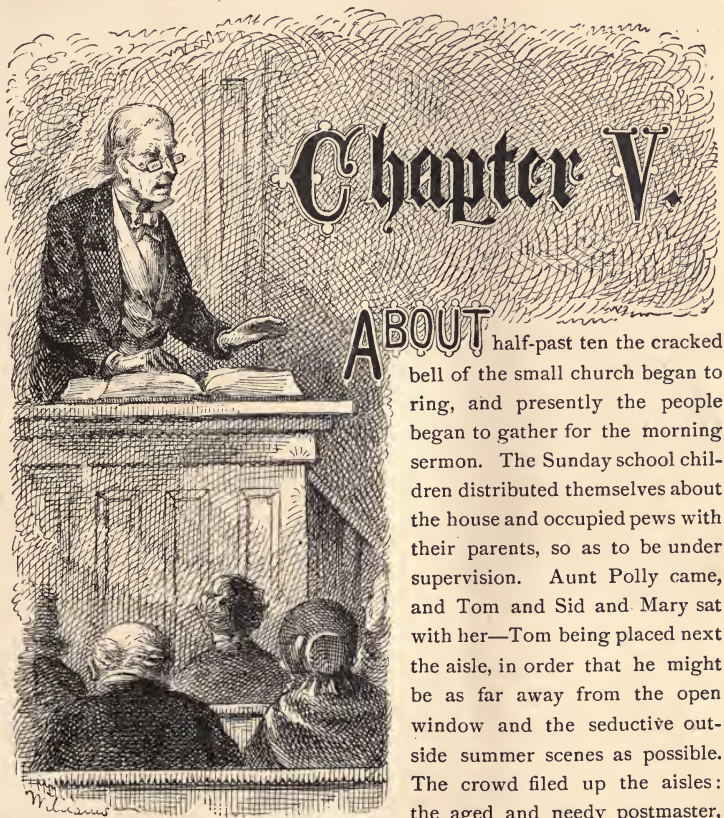 Chapter V.
ABOUT half-past ten the cracked
bell of the small church began to
ring, and presently the people
began to gather for the morning
sermon. The Sunday school chil-
dren distributed themselves about
the house and occupied pews with
their parents, so as to be under
supervision. Aunt Polly came,
and Tom and Sid and Mary sat
with her—Tom being placed next
the aisle, in order that he might
be as far away from the open
window and the seductive out-
side summer scenes as possible.
The crowd filed up the aisles:
the aged and needy postmaster,